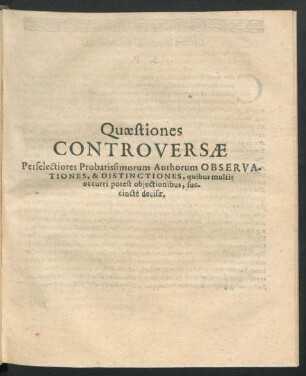 Quæstiones
CONTROVERSÆ
Perselectiores Probatissimorum Authorum OBSERVA-
TIONES, & DISTINCTIONES, quibus multis
occurri potest objectionibus, suc-
cinctè decisæ,